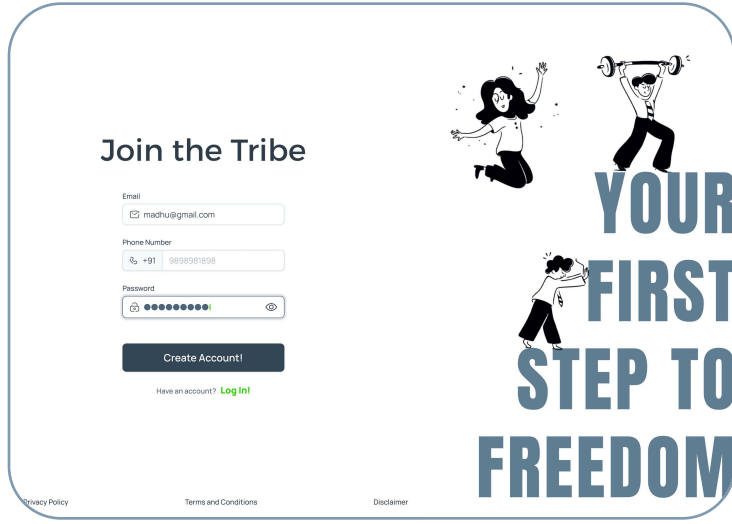 Join the Tribe
Email
madhu@gmail.com
Phone Number
+91 9898981898
Password
Create Account!
Have an account? Log In!
YOUR
FIRST
STEP TO
FREEDOM
Privacy Policy
Terms and Conditions
Disclaimer